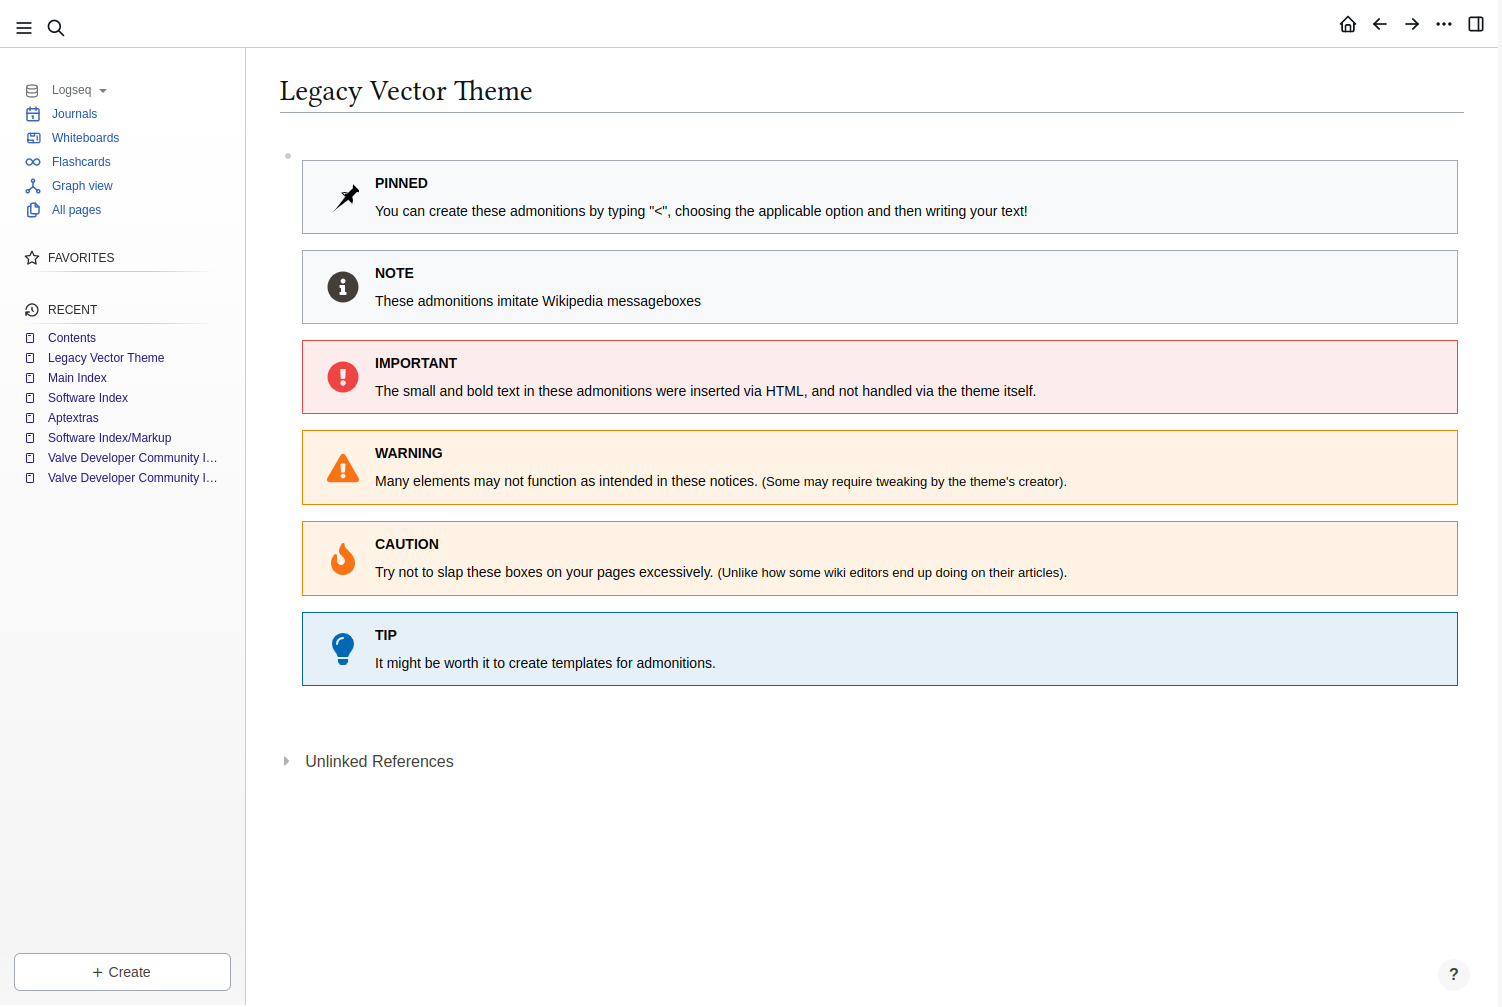 Logseq
Journals
Whiteboards
Flashcards
Graph view
All pages
FAVORITES
RECENT
Contents
Legacy Vector Theme
Main Index
Software Index
Aptextras
Software Index/Markup
Valve Developer Community I...
Valve Developer Community I...
+ Create
Legacy Vector Theme
PINNED
You can create these admonitions by typing "<", choosing the applicable option and then writing your text!
NOTE
These admonitions imitate Wikipedia messageboxes
IMPORTANT
The small and bold text in these admonitions were inserted via HTML, and not handled via the theme itself.
WARNING
Many elements may not function as intended in these notices. (Some may require tweaking by the theme's creator).
CAUTION
Try not to slap these boxes on your pages excessively. (Unlike how some wiki editors end up doing on their articles).
TIP
It might be worth it to create templates for admonitions.
Unlinked References
?